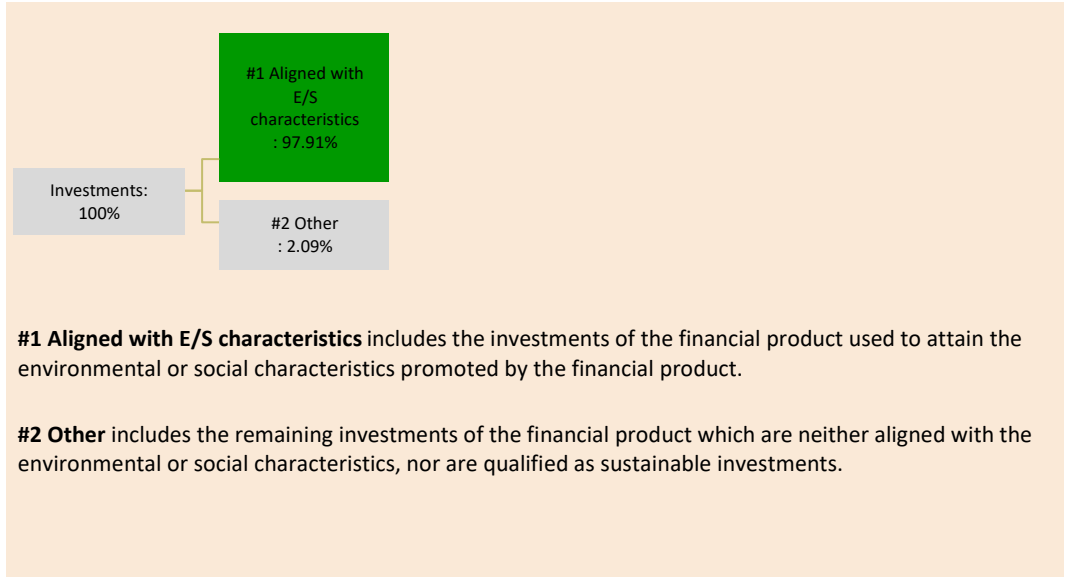 #1 Aligned with
E/S
characteristics
: 97.91%
Investments:
100%
#2 Other
: 2.09%
#1 Aligned with E/S characteristics includes the investments of the financial product used to attain the
environmental or social characteristics promoted by the financial product.
#2 Other includes the remaining investments of the financial product which are neither aligned with the
environmental or social characteristics, nor are qualified as sustainable investments.